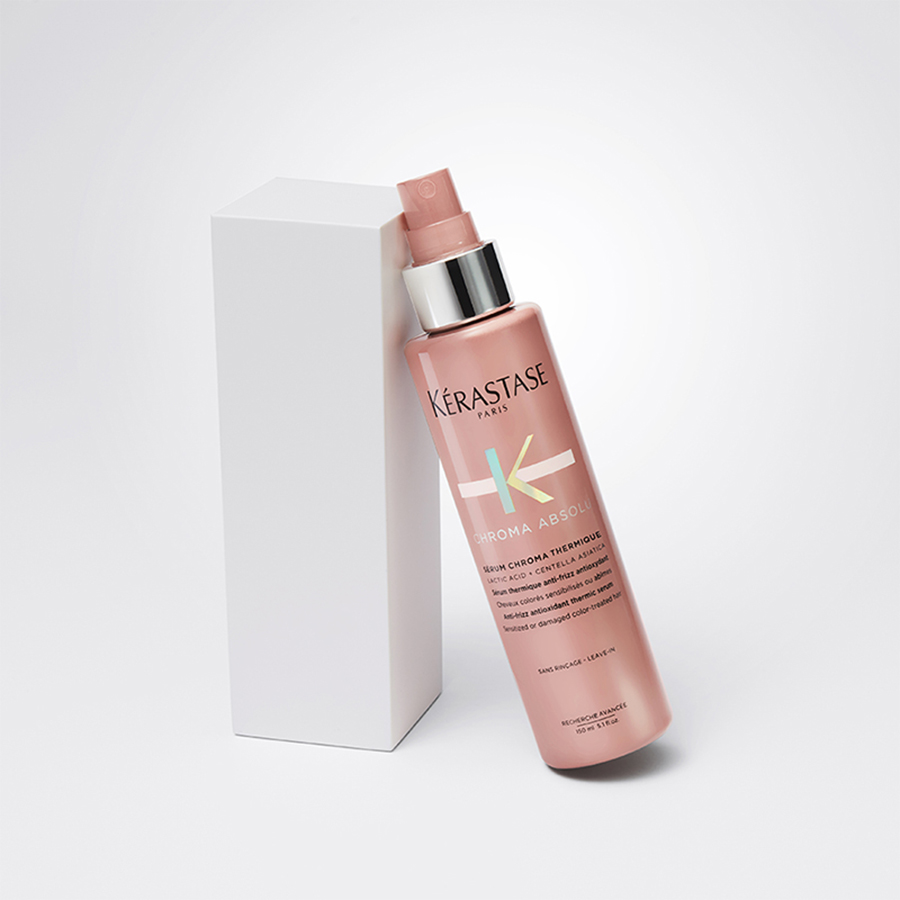 KÉRASTASE
PARIS
K
CHROMA ABSOLU
SÉRUM CHROMA THERMIQUE
LACTIC ACID + CENTELLA ASIATICA
Sérum thermique anti-frizz antioxydant
Cheveux colorés sensibilisés ou abîmés
Anti-frizz antioxidant thermic serum
Sensitized or damaged color-treated hair
SANS RINÇAGE - LEAVE-IN
RECHERCHE AVANCÉE
150 ml 5.1 fl.oz.